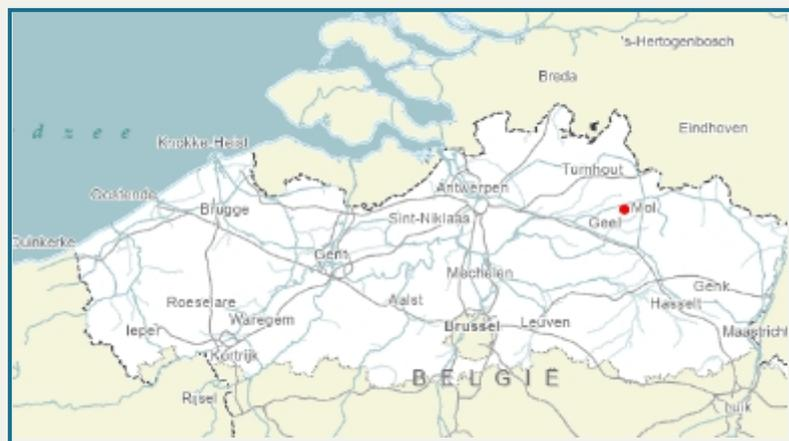 's-Hertogenbosch
Breda
d z e e
Eindhoven
Knokke-Heist
Turnhout
Antwerpen
Oostende
Mol
Brugge
Sint-Niklaas
Geel
Duinkerke
Gent
Mechelen
Genk
Roeselare
Aalst
Hasselt
Waregem
Leuven
Ieper
Brussel
Maastricht
Kortrijk
BELGIË
Rijsel
Luik